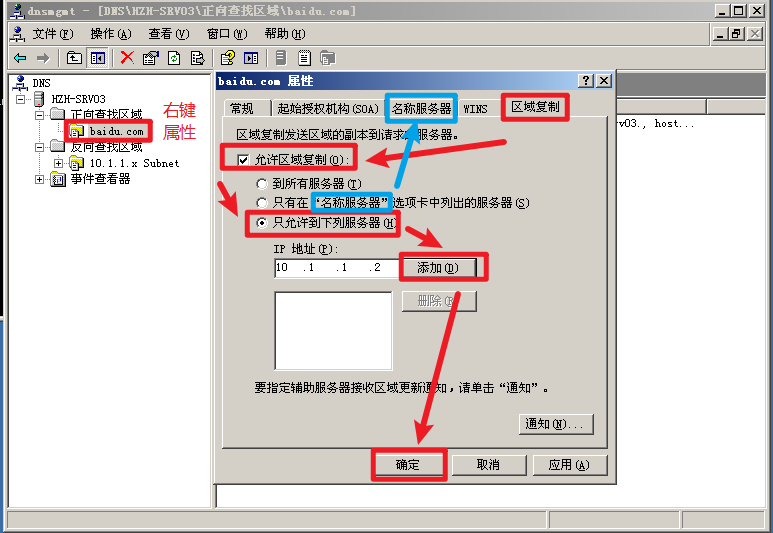 dnsmgmt - [DNS\HZH-SRV03\正向查找区域\baidu.com]
文件(F) 操作(A) 查看(V) 窗口(W) 帮助(H)
DNS
HZH-SRV03
正向查找区域
baidu.com
反向查找区域
10.1.1.x Subnet
事件查看器
右键
属性
baidu.com 属性
常规 起始授权机构(SOA) 名称服务器 WINS 区域复制
区域复制发送区域的副本到请求的服务器。
允许区域复制(O):
到所有服务器(T)
只有在“名称服务器”选项卡中列出的服务器(S)
只允许到下列服务器(H)
IP 地址(P):
10 .1 .1 .2 添加(D)
删除(R)
要指定辅助服务器接收区域更新通知,请单击“通知”。
通知(N)...
确定 取消 应用(A)
rv03., host...